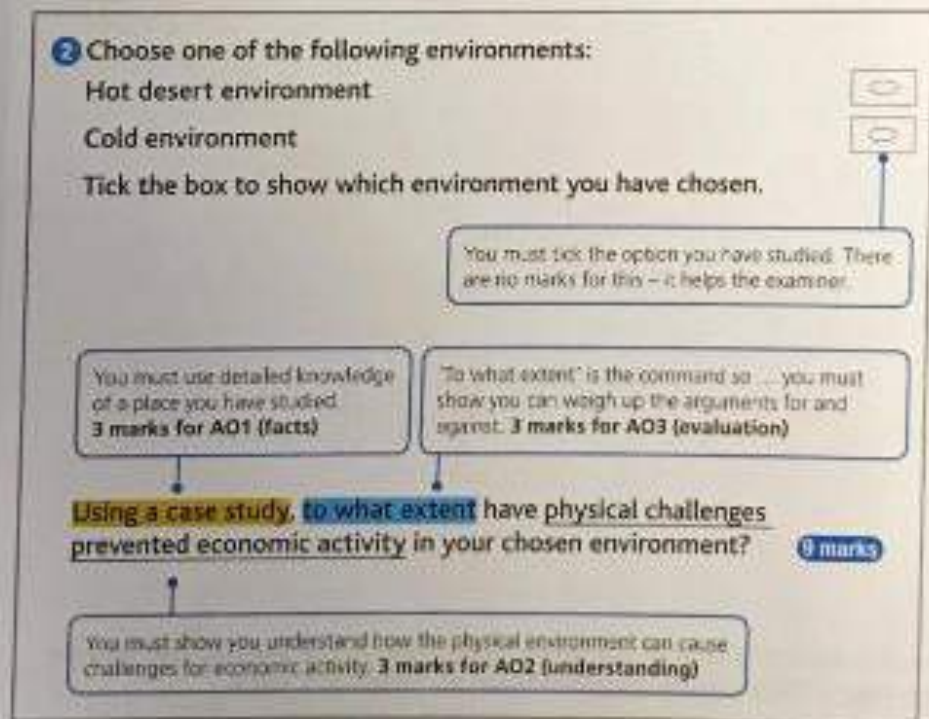 2 Choose one of the following environments:
Hot desert environment
Cold environment
Tick the box to show which environment you have chosen.
You must tick the option you have studied. There
are no marks for this – it helps the examiner.
You must use detailed knowledge
of a place you have studied.
3 marks for AO1 (facts)
'To what extent' is the command so ... you must
show you can weigh up the arguments for and
against. 3 marks for AO3 (evaluation)
Using a case study, to what extent have physical challenges
prevented economic activity in your chosen environment?
9 marks
You must show you understand how the physical environment can cause
challenges for economic activity. 3 marks for AO2 (understanding)